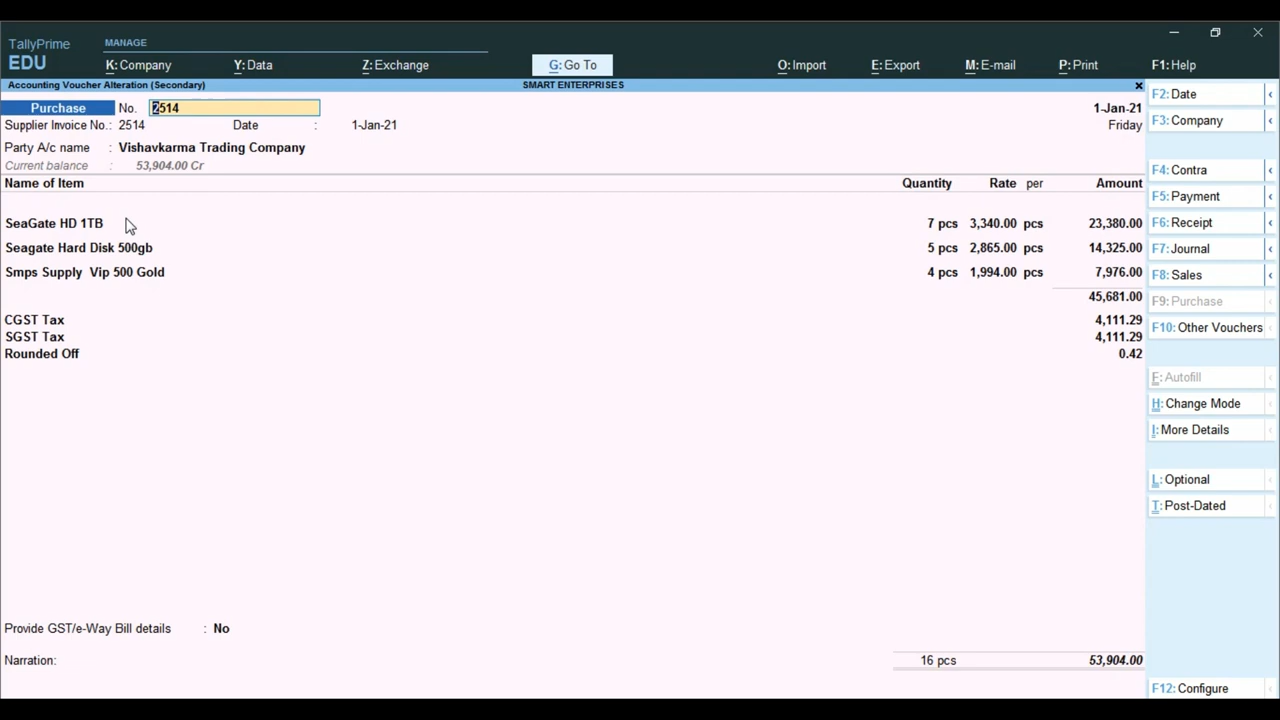 TallyPrime MANAGE
EDU K: Company Y: Data Z: Exchange G: Go To O: Import E: Export M: E-mail P: Print F1: Help
Accounting Voucher Alteration (Secondary) SMART ENTERPRISES
Purchase No. 2514 1-Jan-21
Supplier Invoice No.: 2514 Date : 1-Jan-21 Friday
Party A/c name : Vishavkarma Trading Company
Current balance : 53,904.00 Cr
Name of Item Quantity Rate per Amount
SeaGate HD 1TB 7 pcs 3,340.00 pcs 23,380.00
Seagate Hard Disk 500gb 5 pcs 2,865.00 pcs 14,325.00
Smps Supply Vip 500 Gold 4 pcs 1,994.00 pcs 7,976.00
45,681.00
CGST Tax 4,111.29
SGST Tax 4,111.29
Rounded Off 0.42
Provide GST/e-Way Bill details : No
Narration: 16 pcs 53,904.00
F2: Date
F3: Company
F4: Contra
F5: Payment
F6: Receipt
F7: Journal
F8: Sales
F9: Purchase
F10: Other Vouchers
E: Autofill
H: Change Mode
I: More Details
L: Optional
T: Post-Dated
F12: Configure